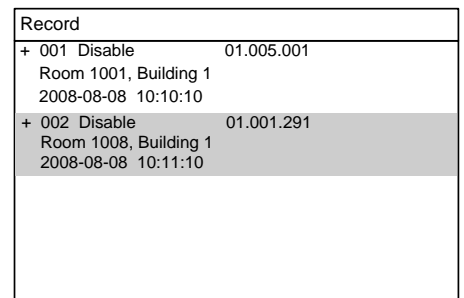 Record
+ 001 Disable 01.005.001
Room 1001, Building 1
2008-08-08 10:10:10
+ 002 Disable 01.001.291
Room 1008, Building 1
2008-08-08 10:11:10